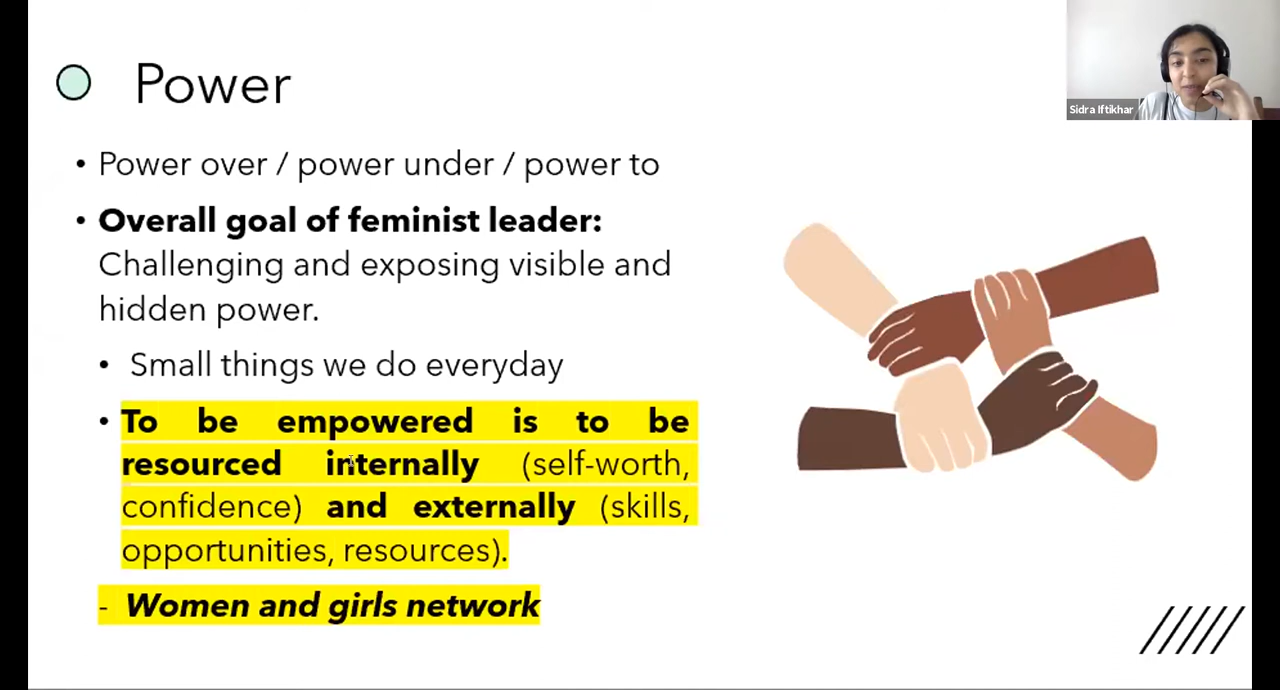 Power
Sidra Iftikhar
• Power over / power under / power to
• Overall goal of feminist leader:
Challenging and exposing visible and
hidden power.
• Small things we do everyday
• To be empowered is to be
resourced internally (self-worth,
confidence) and externally (skills,
opportunities, resources).
- Women and girls network